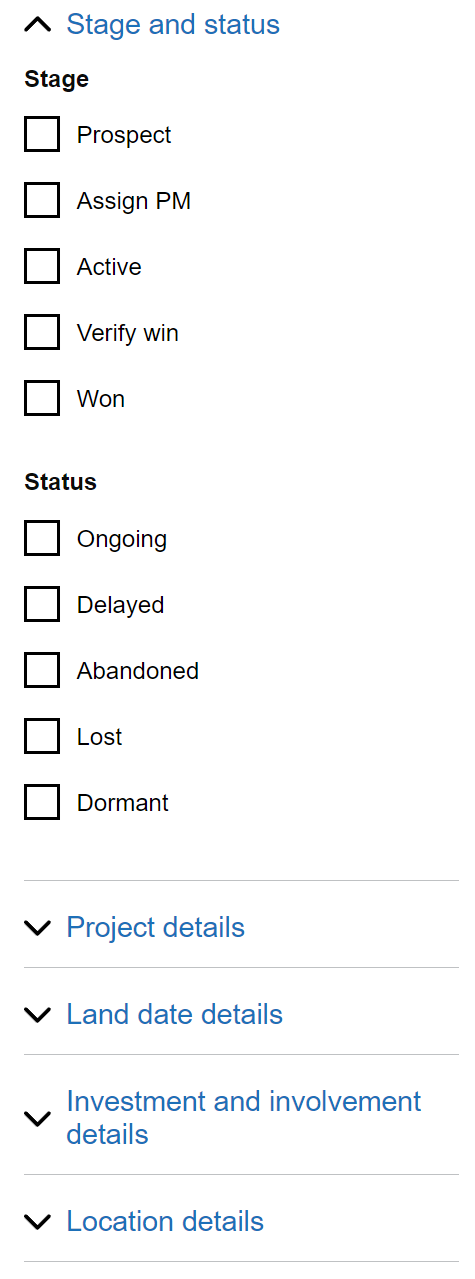 Stage and status
Stage
Prospect
Assign PM
Active
Verify win
Won
Status
Ongoing
Delayed
Abandoned
Lost
Dormant
Project details
Land date details
Investment and involvement
details
Location details